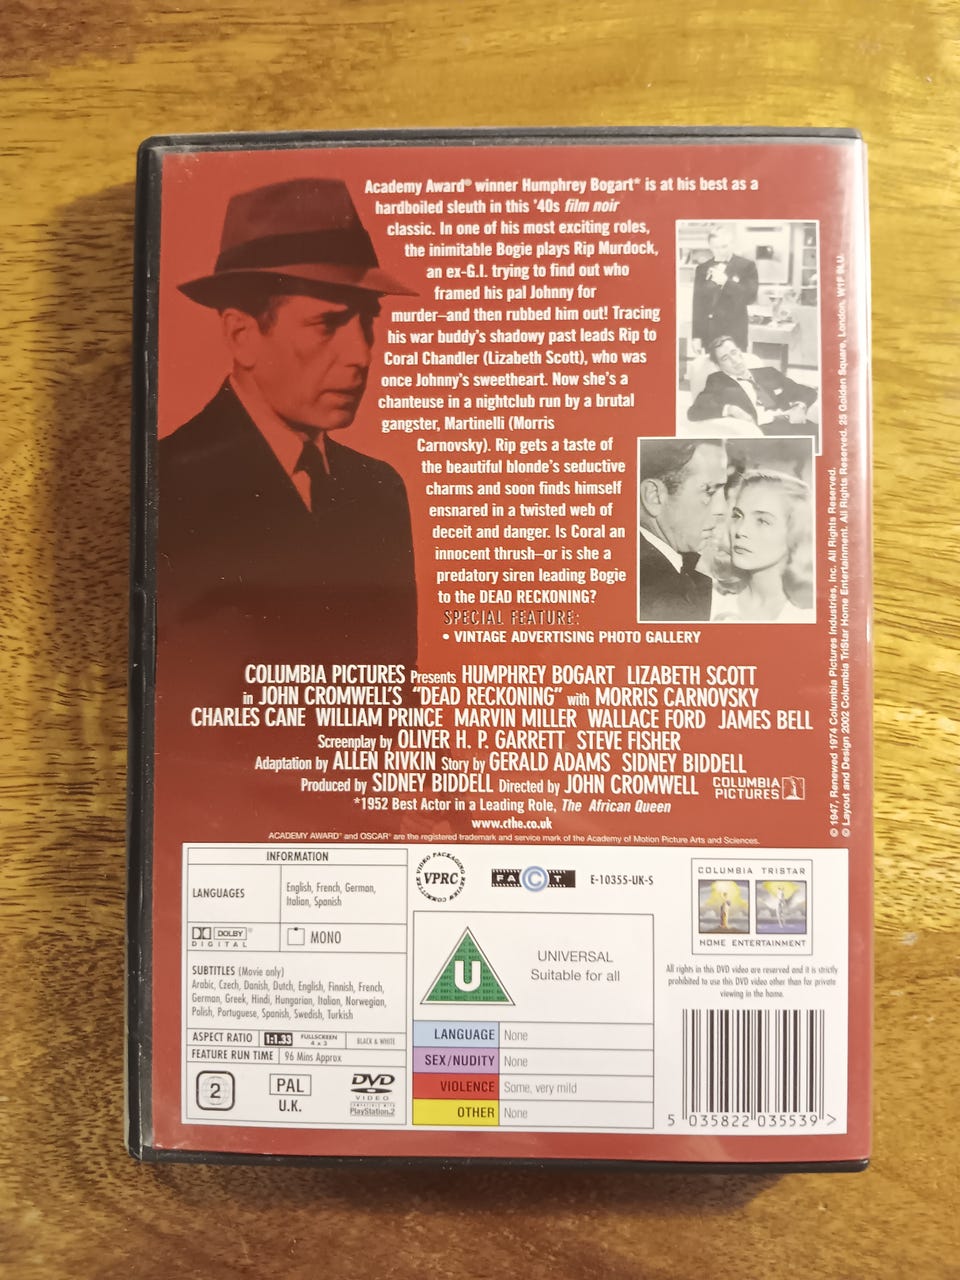 Academy Award® winner Humphrey Bogart* is at his best as a
hardboiled sleuth in this '40s film noir
classic. In one of his most exciting roles,
the inimitable Bogie plays Rip Murdock,
an ex-G.I. trying to find out who
framed his pal Johnny for
murder–and then rubbed him out! Tracing
his war buddy's shadowy past leads Rip to
Coral Chandler (Lizabeth Scott), who was
once Johnny's sweetheart. Now she's a
chanteuse in a nightclub run by a brutal
gangster, Martinelli (Morris
Carnovsky). Rip gets a taste of
the beautiful blonde's seductive
charms and soon finds himself
ensnared in a twisted web of
deceit and danger. Is Coral an
innocent thrush–or is she a
predatory siren leading Bogie
to the DEAD RECKONING?
SPECIAL FEATURE:
• VINTAGE ADVERTISING PHOTO GALLERY
COLUMBIA PICTURES Presents HUMPHREY BOGART LIZABETH SCOTT
in JOHN CROMWELL'S "DEAD RECKONING" with MORRIS CARNOVSKY
CHARLES CANE WILLIAM PRINCE MARVIN MILLER WALLACE FORD JAMES BELL
Screenplay by OLIVER H. P. GARRETT STEVE FISHER
Adaptation by ALLEN RIVKIN Story by GERALD ADAMS SIDNEY BIDDELL
Produced by SIDNEY BIDDELL Directed by JOHN CROMWELL
COLUMBIA
PICTURES
*1952 Best Actor in a Leading Role, The African Queen
www.cthe.co.uk
ACADEMY AWARD® and OSCAR® are the registered trademark and service mark of the Academy of Motion Picture Arts and Sciences.
© 1947, Renewed 1974 Columbia Pictures Industries, Inc. All Rights Reserved.
© Layout and Design 2002 Columbia TriStar Home Entertainment. All Rights Reserved. 25 Golden Square, London, W1F 9LU.
INFORMATION
LANGUAGES
English, French, German,
Italian, Spanish
DOLBY®
DIGITAL
MONO
SUBTITLES (Movie only)
Arabic, Czech, Danish, Dutch, English, Finnish, French,
German, Greek, Hindi, Hungarian, Italian, Norwegian,
Polish, Portuguese, Spanish, Swedish, Turkish
ASPECT RATIO 1:1.33 FULLSCREEN 4 x 3 BLACK & WHITE
FEATURE RUN TIME 96 Mins Approx
2
PAL
U.K.
DVD
VIDEO
COMPATIBLE WITH
PlayStation.2
VIDEO PACKAGING REVIEW COMMITTEE
VPRC
FACT
E-10355-UK-S
U
UNIVERSAL
Suitable for all
LANGUAGE None
SEX/NUDITY None
VIOLENCE Some, very mild
OTHER None
COLUMBIA TRISTAR
HOME ENTERTAINMENT
All rights in this DVD video are reserved and it is strictly
prohibited to use this DVD video other than for private
viewing in the home.
5 035822 035539 >